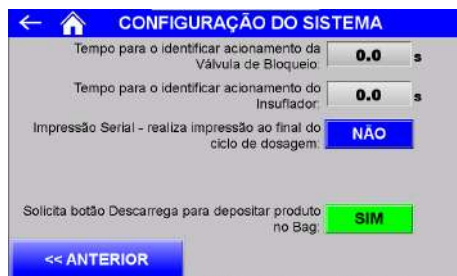 CONFIGURAÇÃO DO SISTEMA
Tempo para o identificar acionamento da
Válvula de Bloqueio: 0.0 s
Tempo para o identificar acionamento do
Insuflador: 0.0 s
Impressão Serial - realiza impressão ao final do
ciclo de dosagem: NÃO
Solicita botão Descarrega para depositar produto
no Bag: SIM
<< ANTERIOR